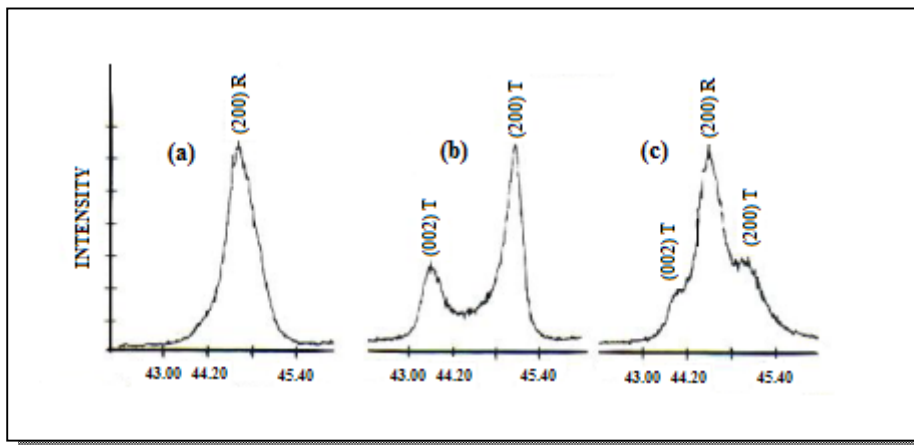 INTENSITY
(a)
(200) R
(b)
(002) T
(200) T
(c)
(002) T
(200) R
(200) T
43.00 44.20 45.40
43.00 44.20 45.40
43.00 44.20 45.40